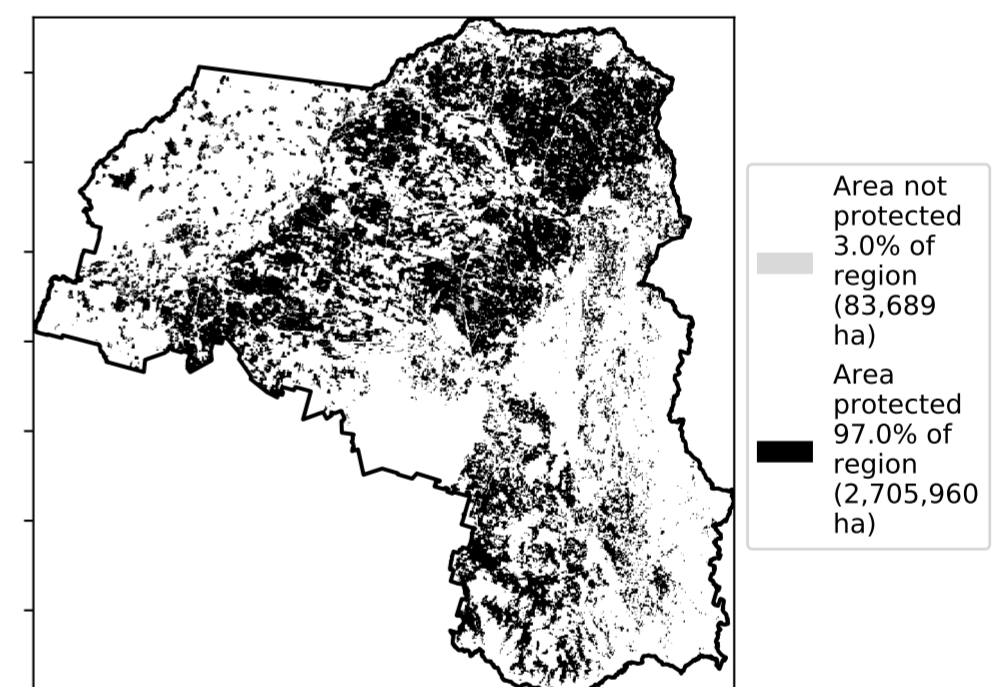 Area not
protected
3.0% of
region
(83,689
ha)
Area
protected
97.0% of
region
(2,705,960
ha)